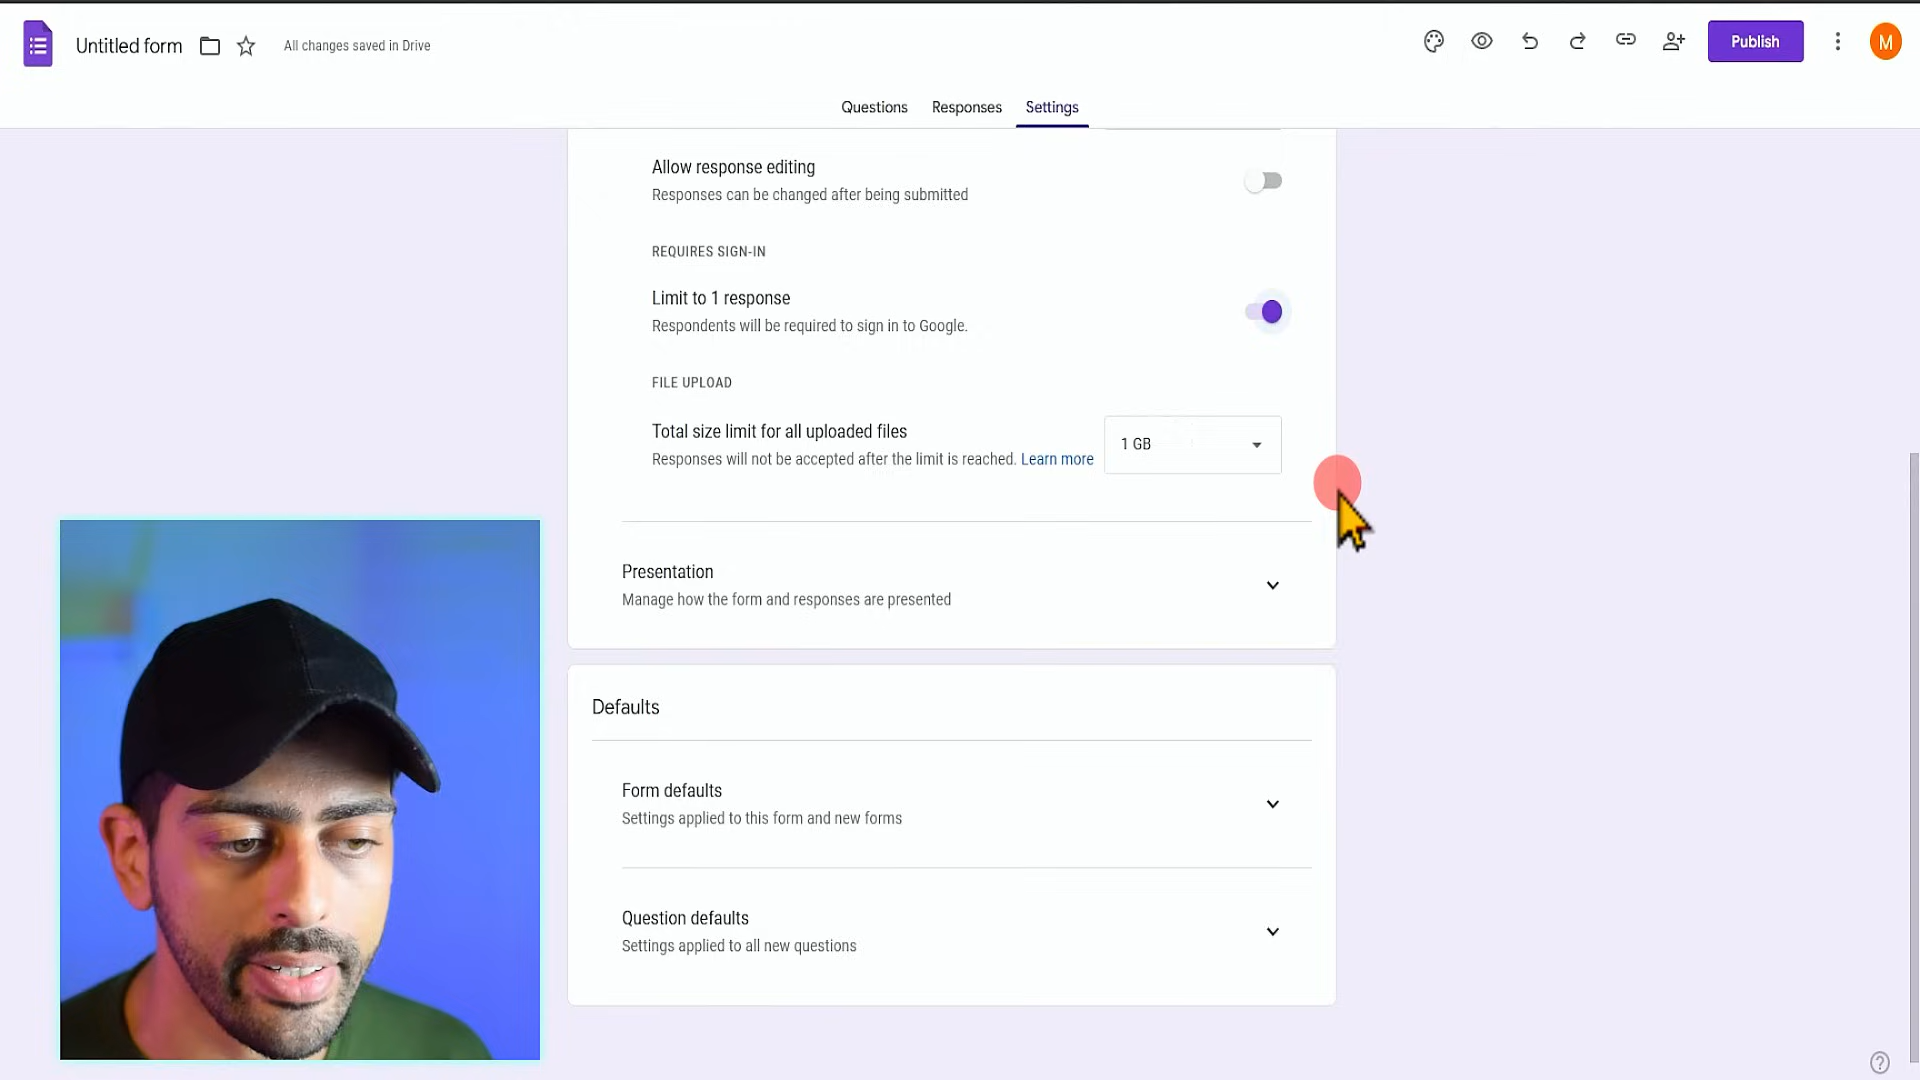 Untitled form
All changes saved in Drive
Publish
M
Questions
Responses
Settings
Allow response editing
Responses can be changed after being submitted
REQUIRES SIGN-IN
Limit to 1 response
Respondents will be required to sign in to Google.
FILE UPLOAD
Total size limit for all uploaded files
Responses will not be accepted after the limit is reached. Learn more
1 GB
Presentation
Manage how the form and responses are presented
Defaults
Form defaults
Settings applied to this form and new forms
Question defaults
Settings applied to all new questions